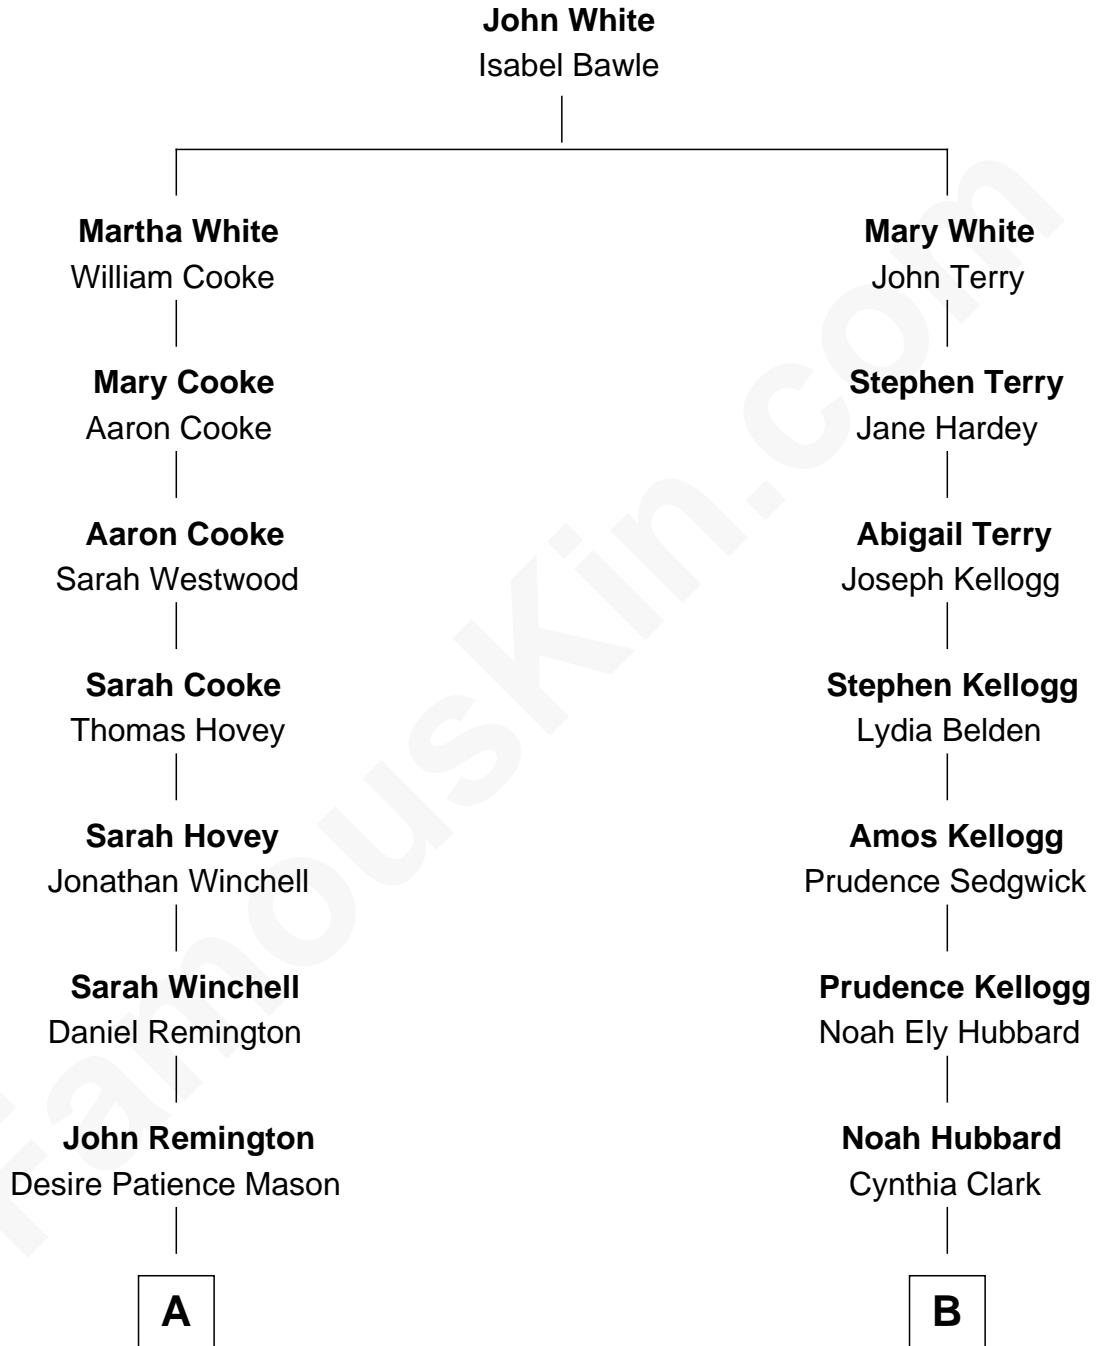 John White
Isabel Bawle
Martha White
William Cooke
Mary Cooke
Aaron Cooke
Aaron Cooke
Sarah Westwood
Sarah Cooke
Thomas Hovey
Sarah Hovey
Jonathan Winchell
Sarah Winchell
Daniel Remington
John Remington
Desire Patience Mason
A
Mary White
John Terry
Stephen Terry
Jane Hardey
Abigail Terry
Joseph Kellogg
Stephen Kellogg
Lydia Belden
Amos Kellogg
Prudence Sedgwick
Prudence Kellogg
Noah Ely Hubbard
Noah Hubbard
Cynthia Clark
B
FamousKin.com